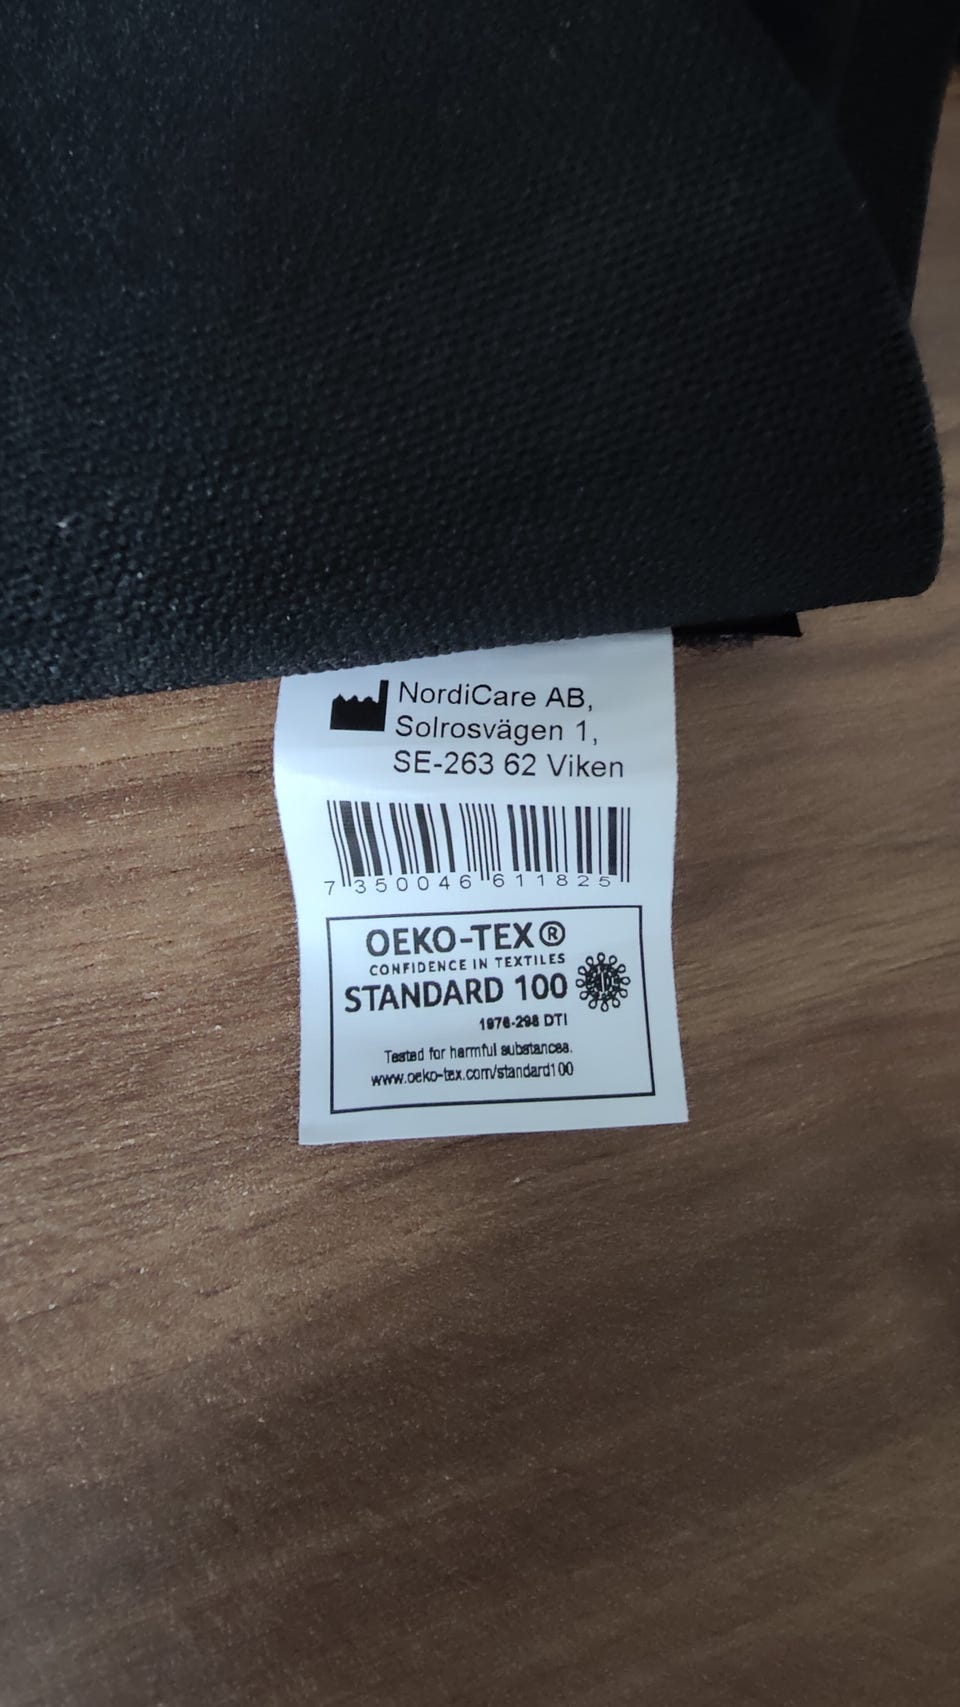 NordiCare AB,
Solrosvägen 1,
SE-263 62 Viken
7 350046 611825
OEKO-TEX®
CONFIDENCE IN TEXTILES
STANDARD 100
1976-298 DTI
Tested for harmful substances.
www.oeko-tex.com/standard100